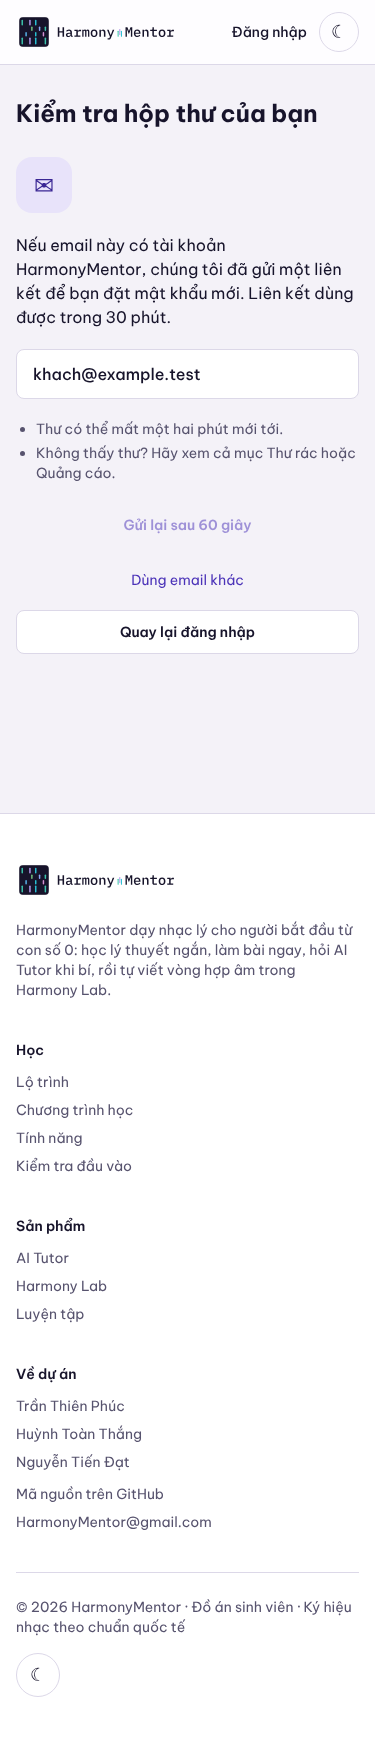 Harmony Mentor
Đăng nhập
Kiểm tra hộp thư của bạn
Nếu email này có tài khoản
HarmonyMentor, chúng tôi đã gửi một liên
kết để bạn đặt mật khẩu mới. Liên kết dùng
được trong 30 phút.
khach@example.test
• Thư có thể mất một hai phút mới tới.
• Không thấy thư? Hãy xem cả mục Thư rác hoặc
Quảng cáo.
Gửi lại sau 60 giây
Dùng email khác
Quay lại đăng nhập
Harmony Mentor
HarmonyMentor dạy nhạc lý cho người bắt đầu từ
con số 0: học lý thuyết ngắn, làm bài ngay, hỏi AI
Tutor khi bí, rồi tự viết vòng hợp âm trong
Harmony Lab.
Học
Lộ trình
Chương trình học
Tính năng
Kiểm tra đầu vào
Sản phẩm
AI Tutor
Harmony Lab
Luyện tập
Về dự án
Trần Thiên Phúc
Huỳnh Toàn Thắng
Nguyễn Tiến Đạt
Mã nguồn trên GitHub
HarmonyMentor@gmail.com
© 2026 HarmonyMentor · Đồ án sinh viên · Ký hiệu
nhạc theo chuẩn quốc tế